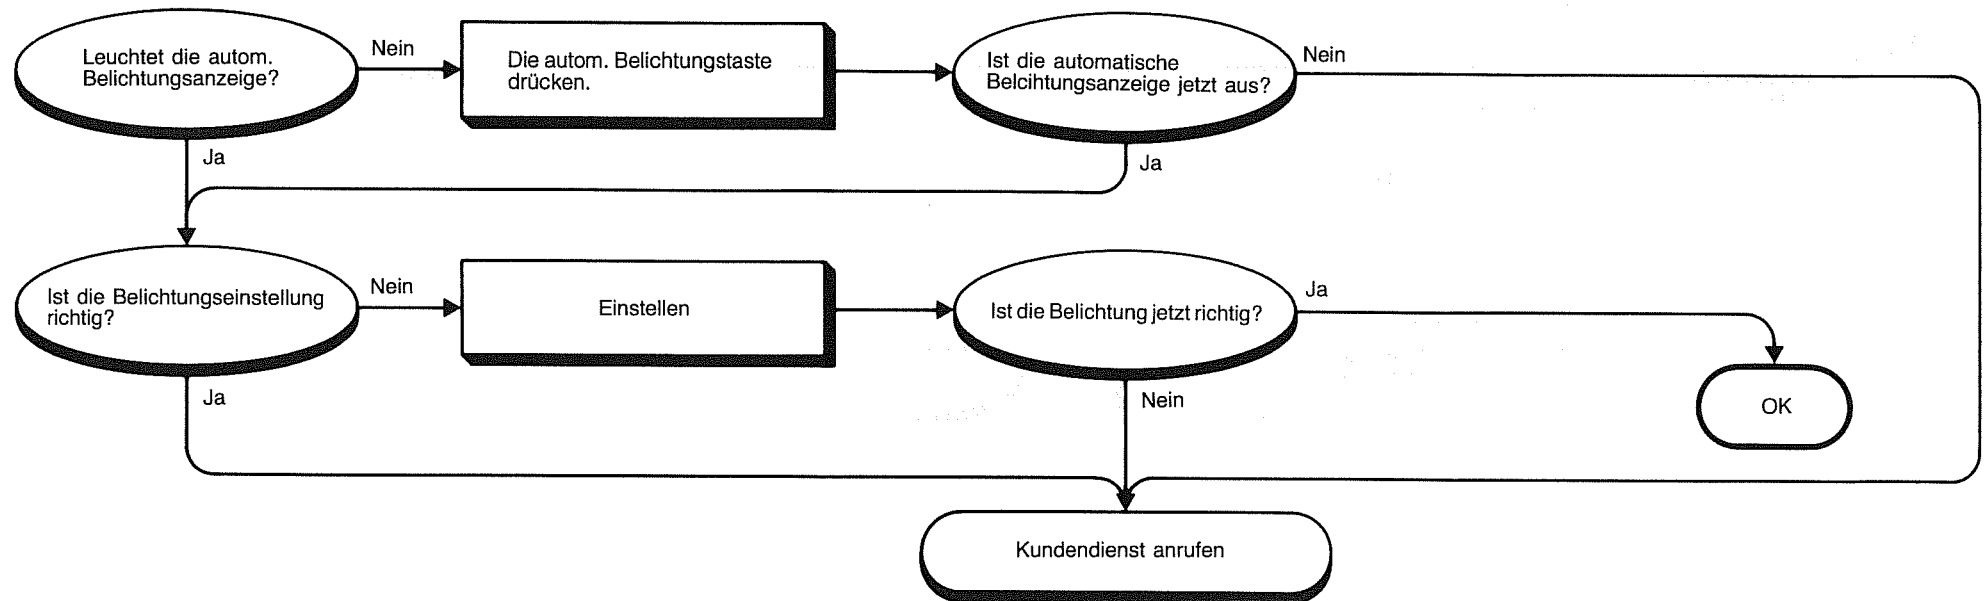 Leuchtet die autom.
Belichtungsanzeige?
Nein
Die autom. Belichtungstaste
drücken.
Ist die automatische
Belcihtungsanzeige jetzt aus?
Nein
Ja
Ja
Ist die Belichtungseinstellung
richtig?
Nein
Einstellen
Ist die Belichtung jetzt richtig?
Ja
Ja
Nein
OK
Kundendienst anrufen